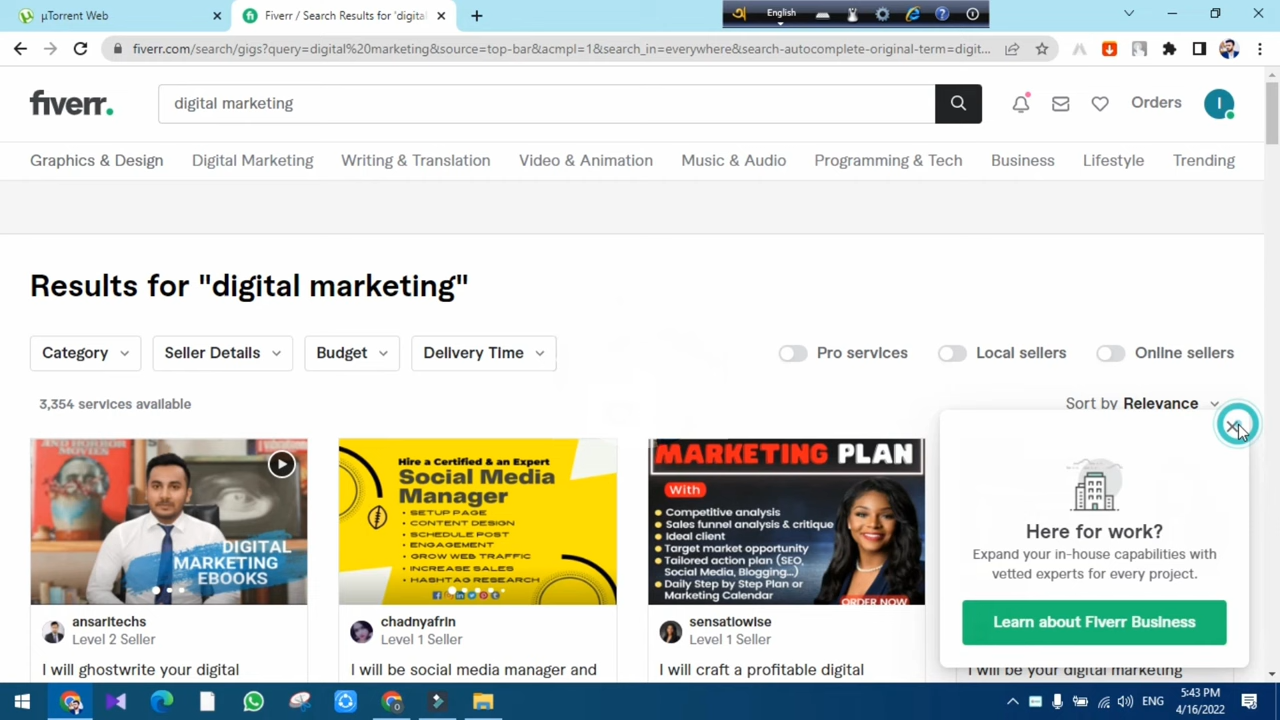 µTorrent Web
Fiverr / Search Results for "digital
English
fiverr.com/search/gigs?query=digital%20marketing&source=top-bar&acmpl=1&search_in=everywhere&search-autocomplete-original-term=digit...
fiverr.
digital marketing
Orders
I
Graphics & Design
Digital Marketing
Writing & Translation
Video & Animation
Music & Audio
Programming & Tech
Business
Lifestyle
Trending
Results for "digital marketing"
Category
Seller Details
Budget
Delivery Time
Pro services
Local sellers
Online sellers
3,354 services available
Sort by Relevance
DIGITAL
MARKETING
EBOOKS
ansaritechs
Level 2 Seller
I will ghostwrite your digital
Hire a Certified & an Expert
Social Media
Manager
• SETUP PAGE
• CONTENT DESIGN
• SCHEDULE POST
• ENGAGEMENT
• GROW WEB TRAFFIC
• INCREASE SALES
• HASHTAG RESEARCH
chadnyafrin
Level 1 Seller
I will be social media manager and
MARKETING PLAN
With
Competitive analysis
Sales funnel analysis & critique
Ideal client
Target market opportunity
Tailored action plan (SEO,
Social Media, Blogging...)
Daily Step by Step Plan or
Marketing Calendar
ORDER NOW
sensatiowise
Level 1 Seller
I will craft a profitable digital
Here for work?
Expand your in-house capabilities with
vetted experts for every project.
Learn about Fiverr Business
I will be your digital marketing
ENG
5:43 PM
4/16/2022